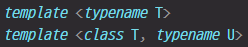 template <typename T>
template <class T, typename U>